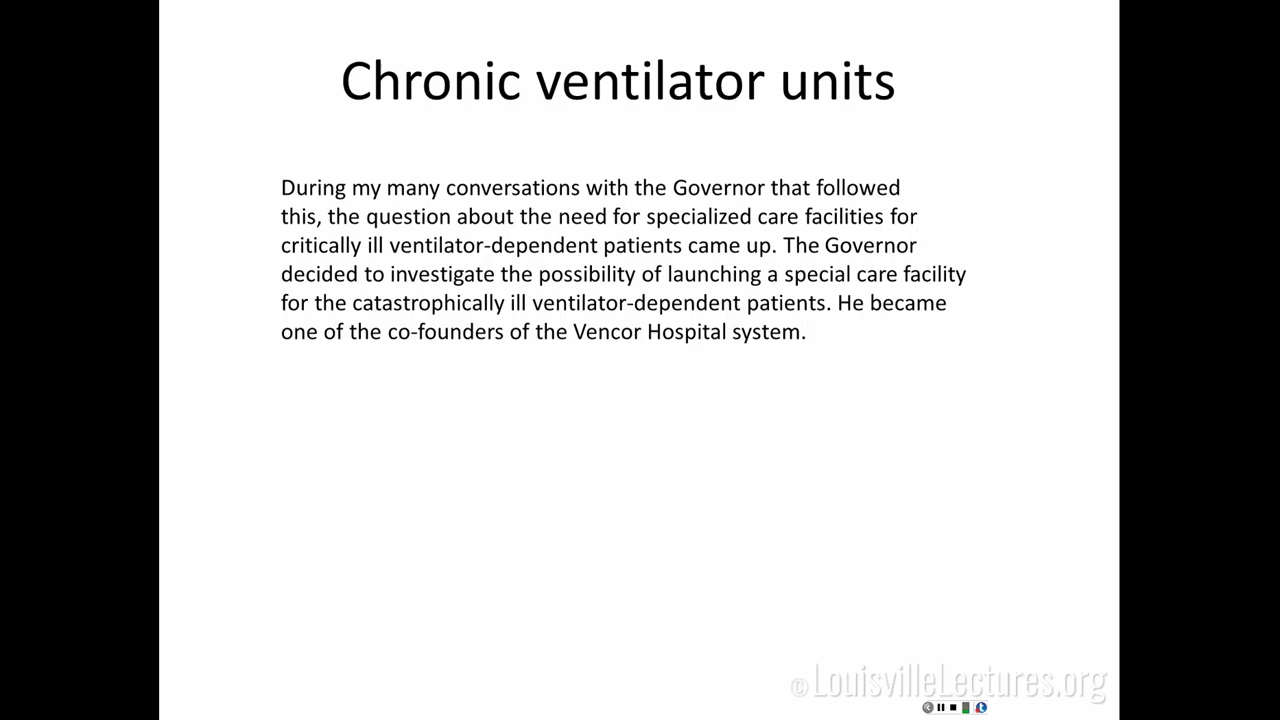 Chronic ventilator units
During my many conversations with the Governor that followed
this, the question about the need for specialized care facilities for
critically ill ventilator-dependent patients came up. The Governor
decided to investigate the possibility of launching a special care facility
for the catastrophically ill ventilator-dependent patients. He became
one of the co-founders of the Vencor Hospital system.
©LouisvilleLectures.org